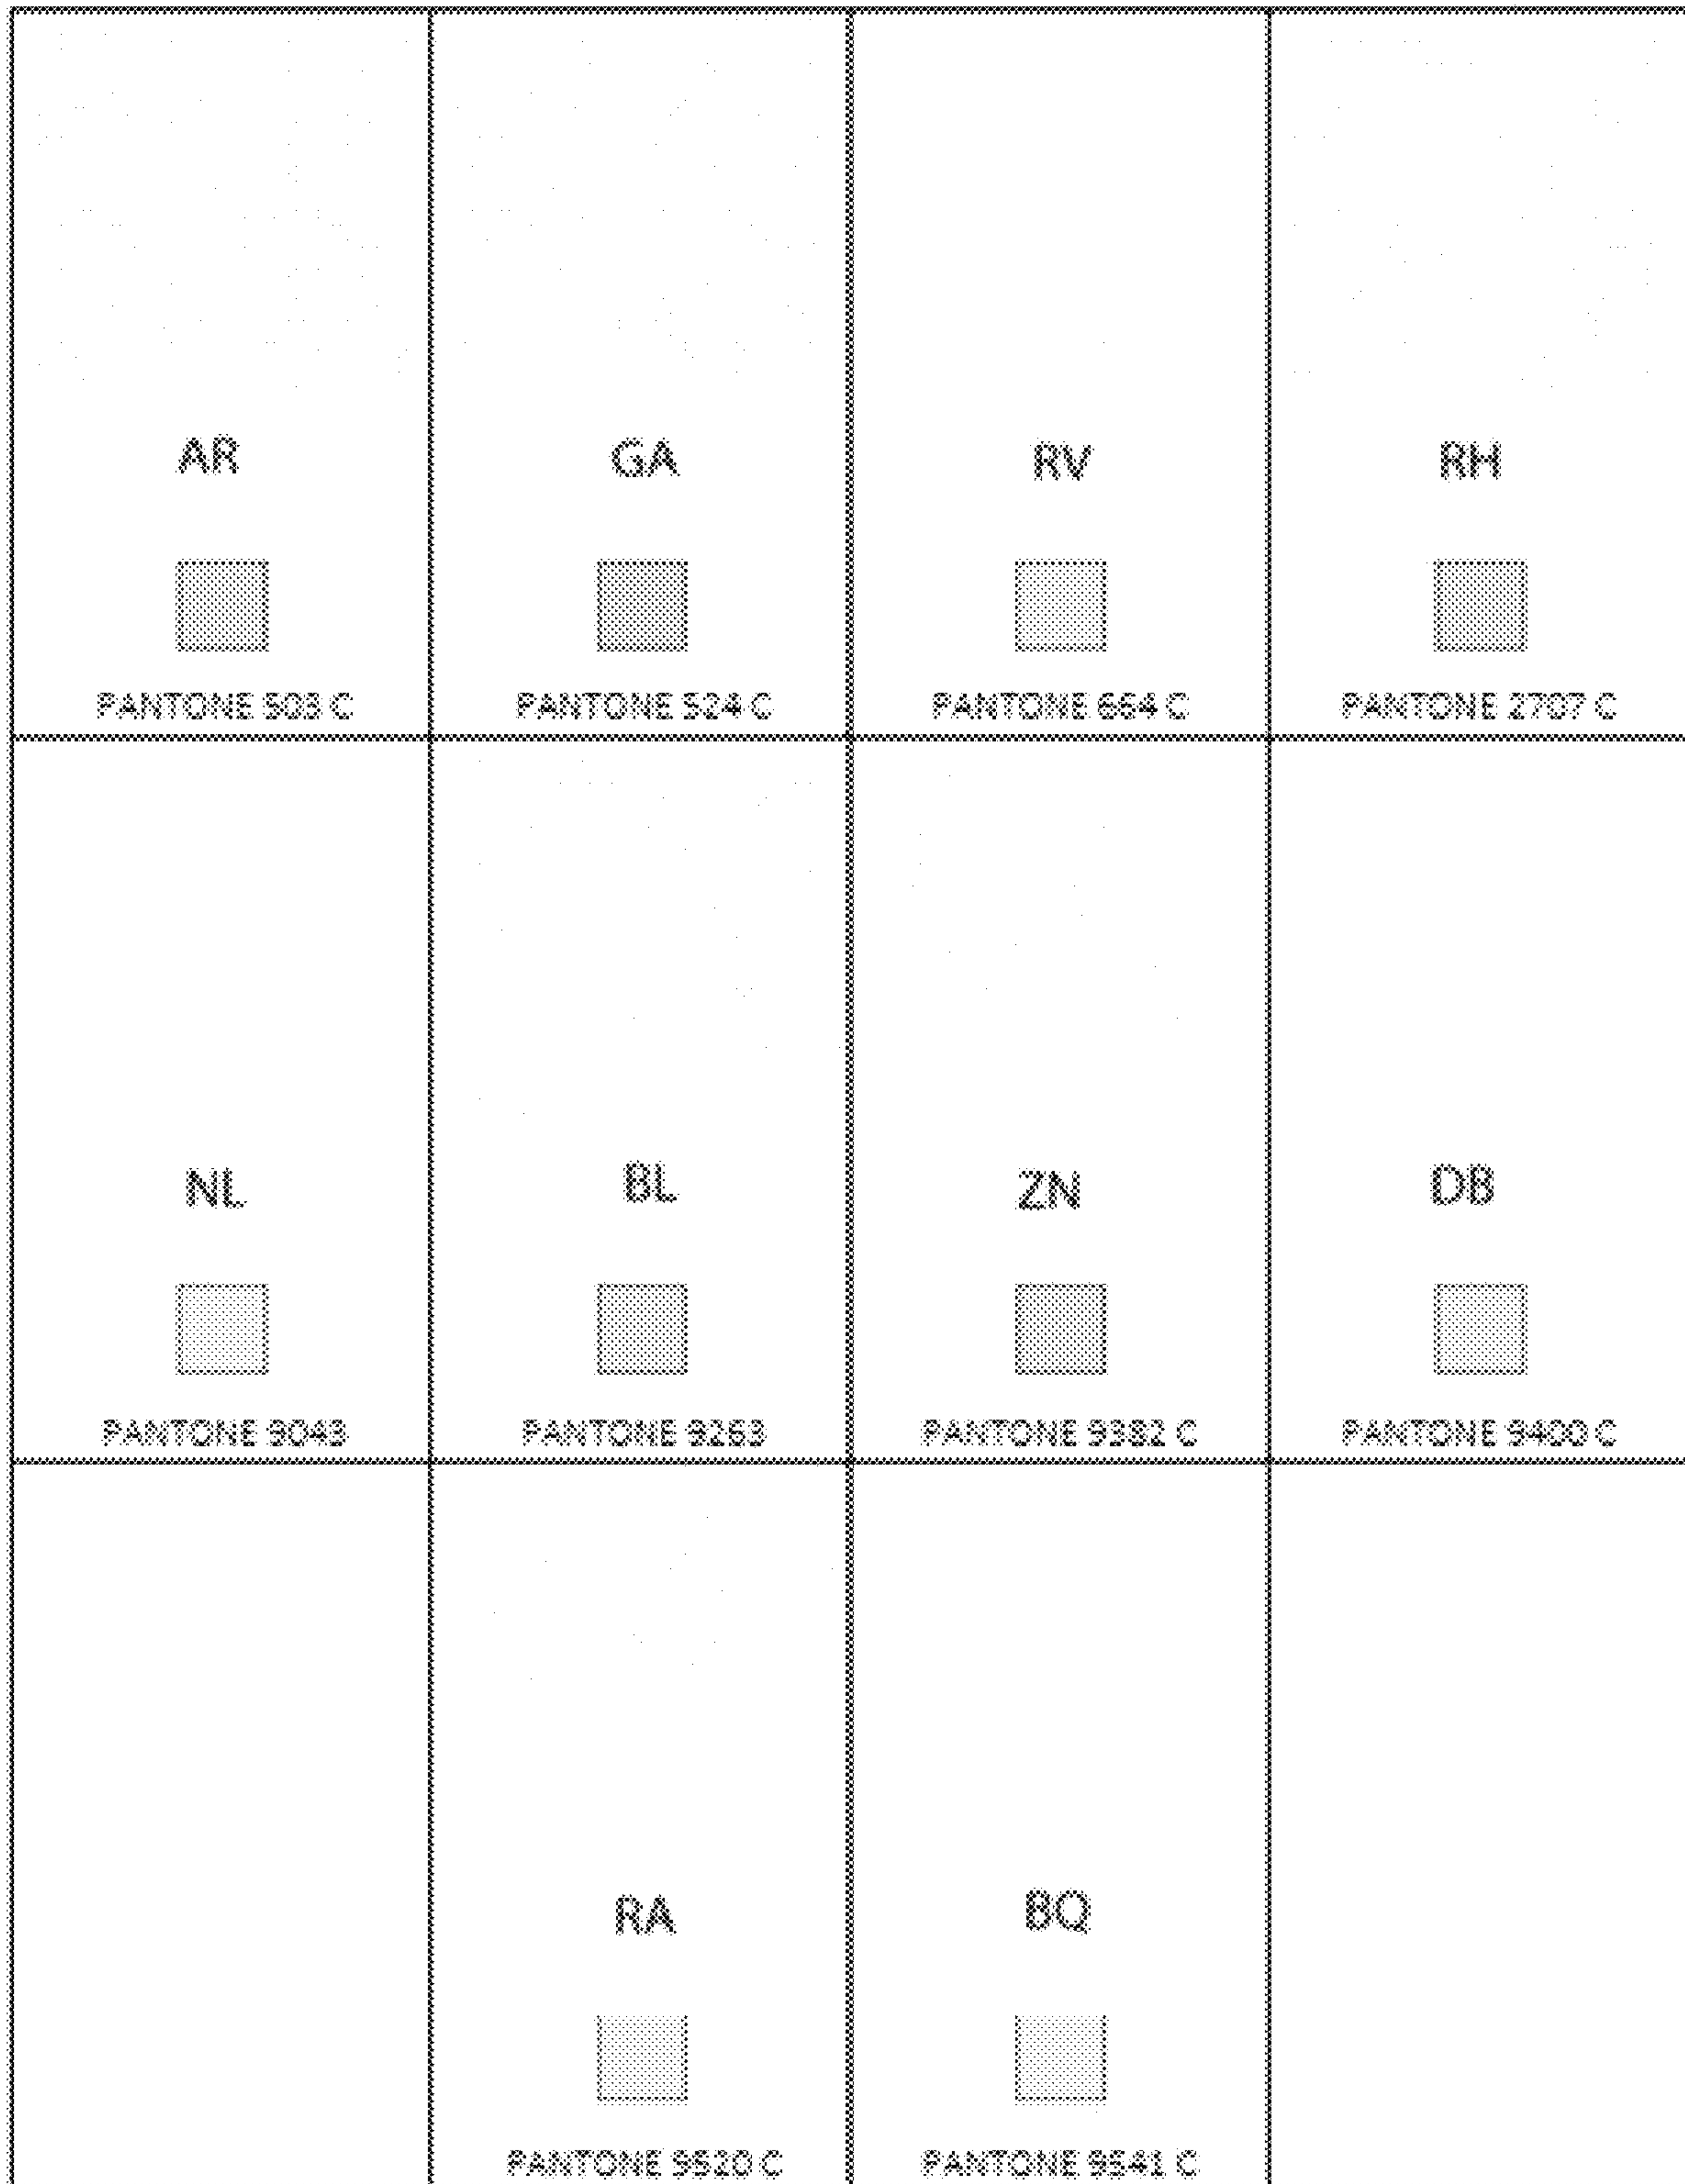 AR GA RV RH
PANTONE 503 C PANTONE 524 C PANTONE 664 C PANTONE 2707 C
NL BL ZN DB
PANTONE 9043 PANTONE 9263 PANTONE 9382 C PANTONE 9400 C
RA BQ
PANTONE 9520 C PANTONE 9541 C